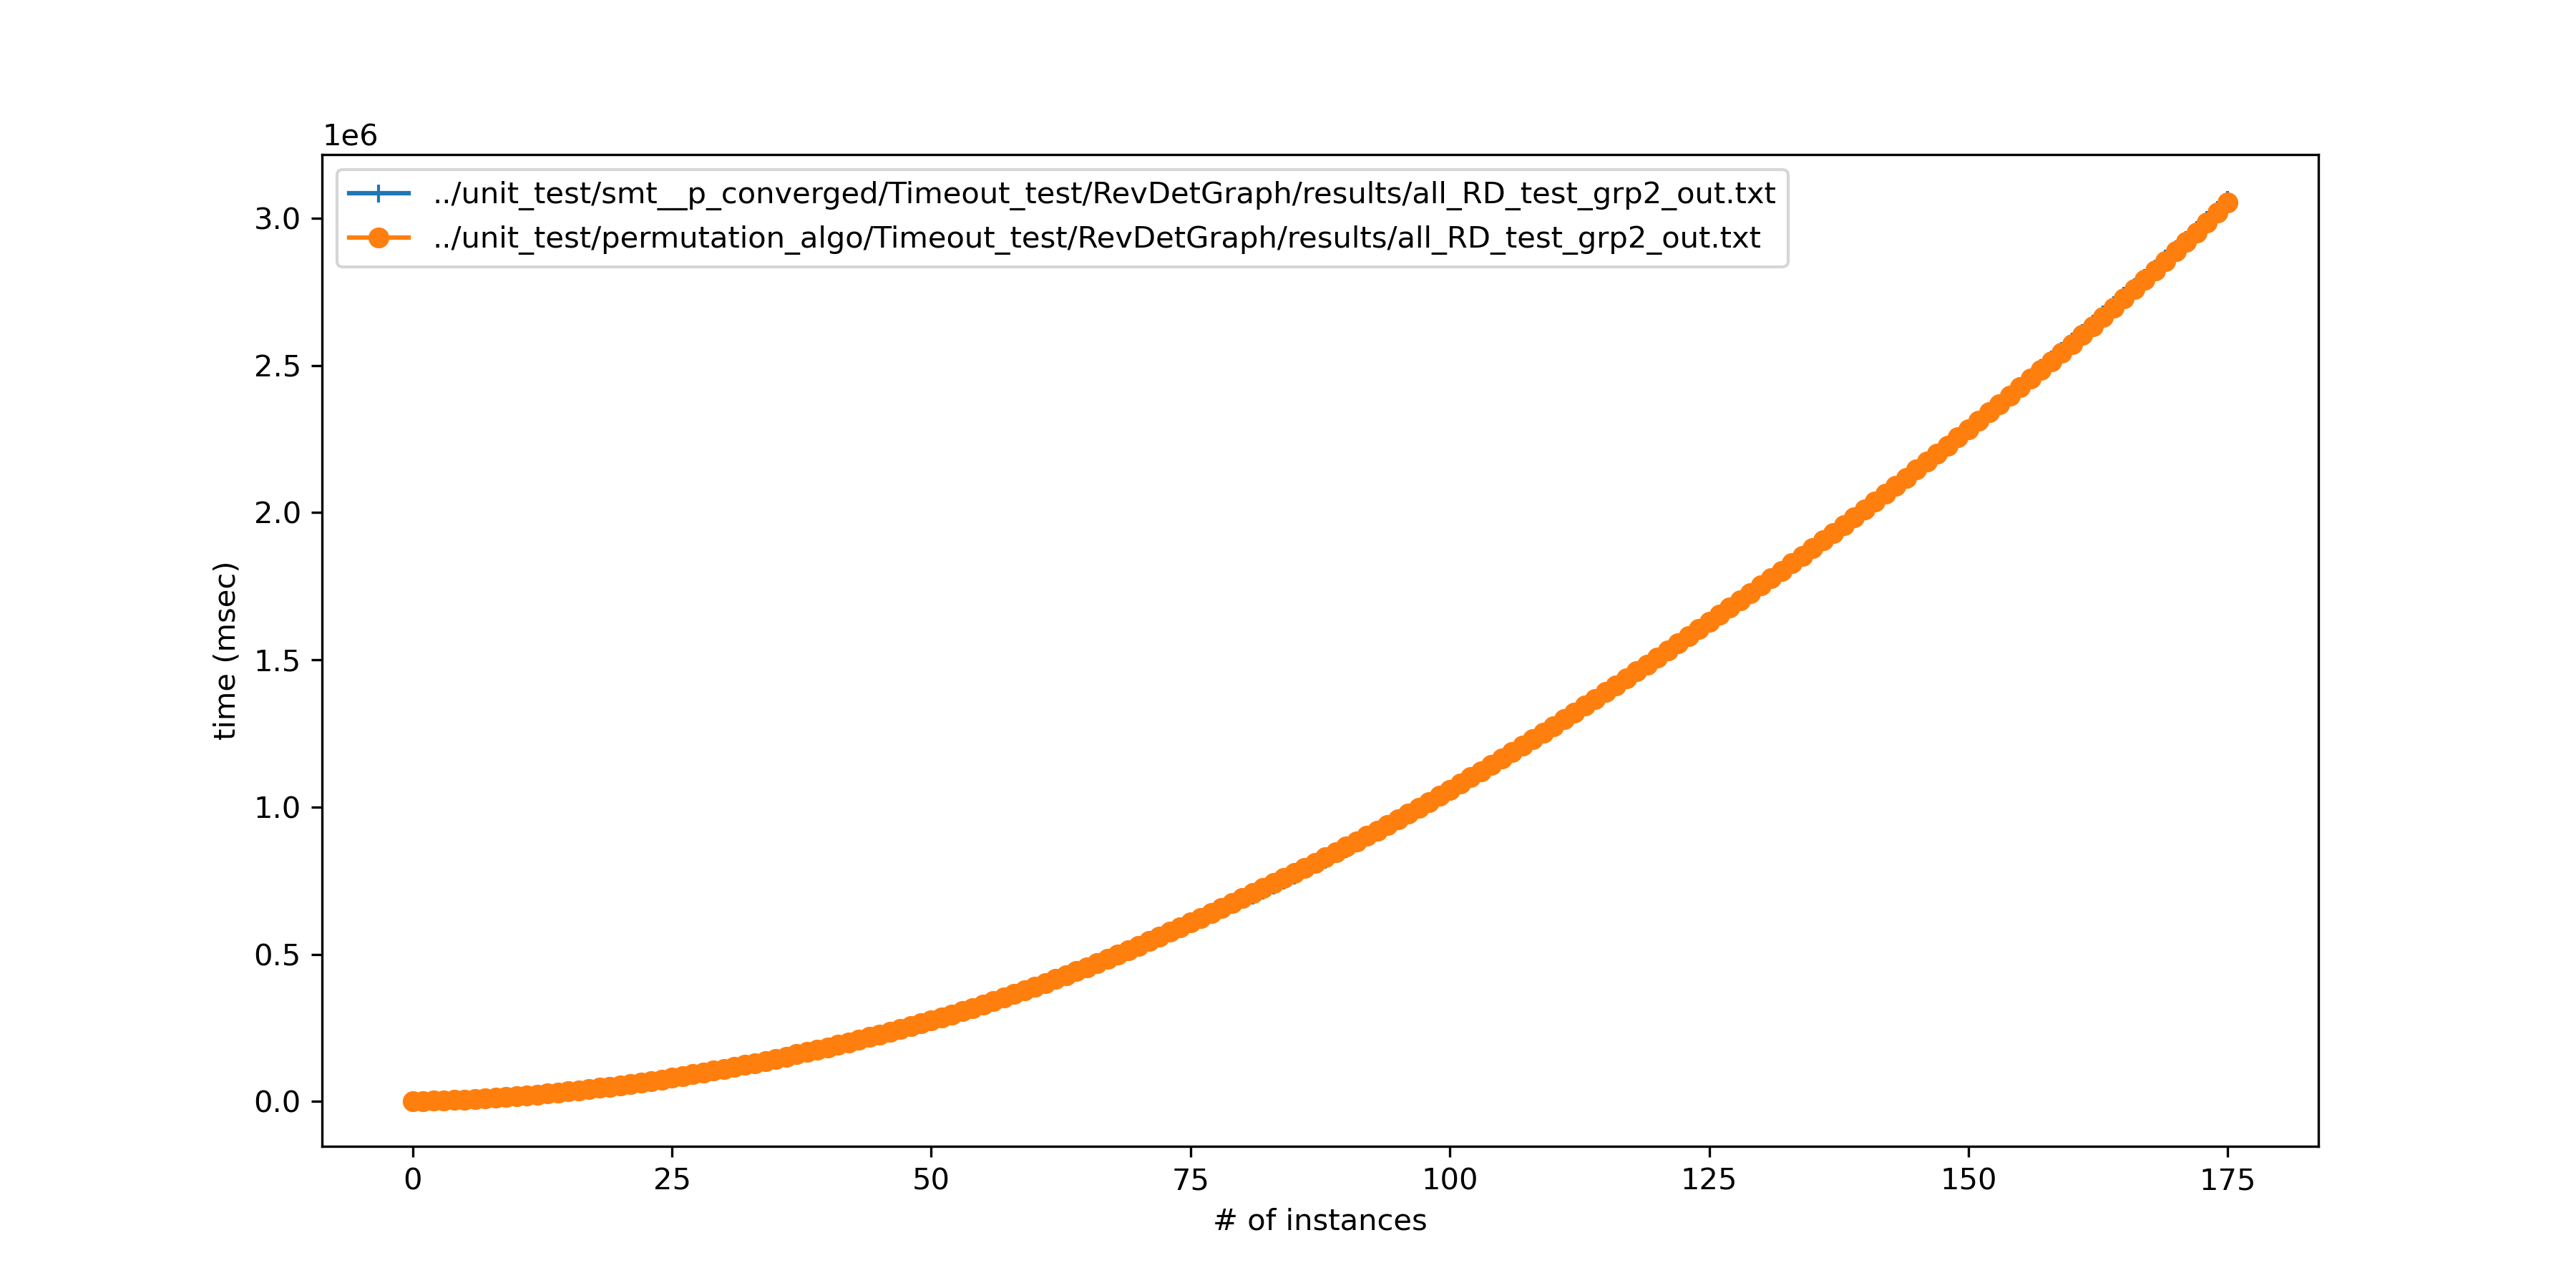 1e6
../unit_test/smt__p_converged/Timeout_test/RevDetGraph/results/all_RD_test_grp2_out.txt
../unit_test/permutation_algo/Timeout_test/RevDetGraph/results/all_RD_test_grp2_out.txt
3.0
2.5
2.0
1.5
1.0
0.5
0.0
time (msec)
0 25 50 75 100 125 150 175
# of instances